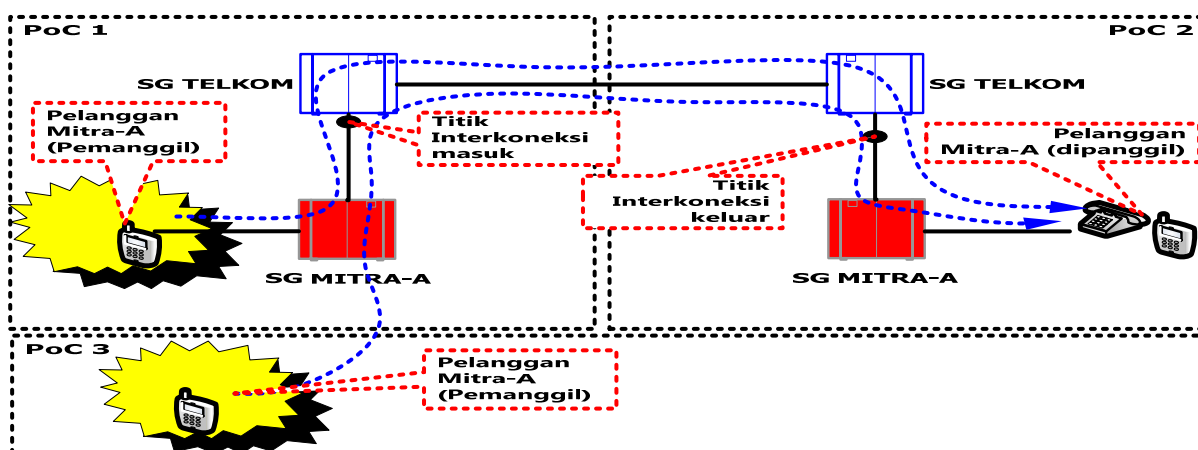 PoC 1
PoC 2
SG TELKOM
SG TELKOM
Pelanggan
Mitra-A
(Pemanggil)
Titik
Interkoneksi
masuk
Pelanggan
Mitra-A (dipanggil)
Titik
Interkoneksi
keluar
SG MITRA-A
SG MITRA-A
PoC 3
Pelanggan
Mitra-A
(Pemanggil)